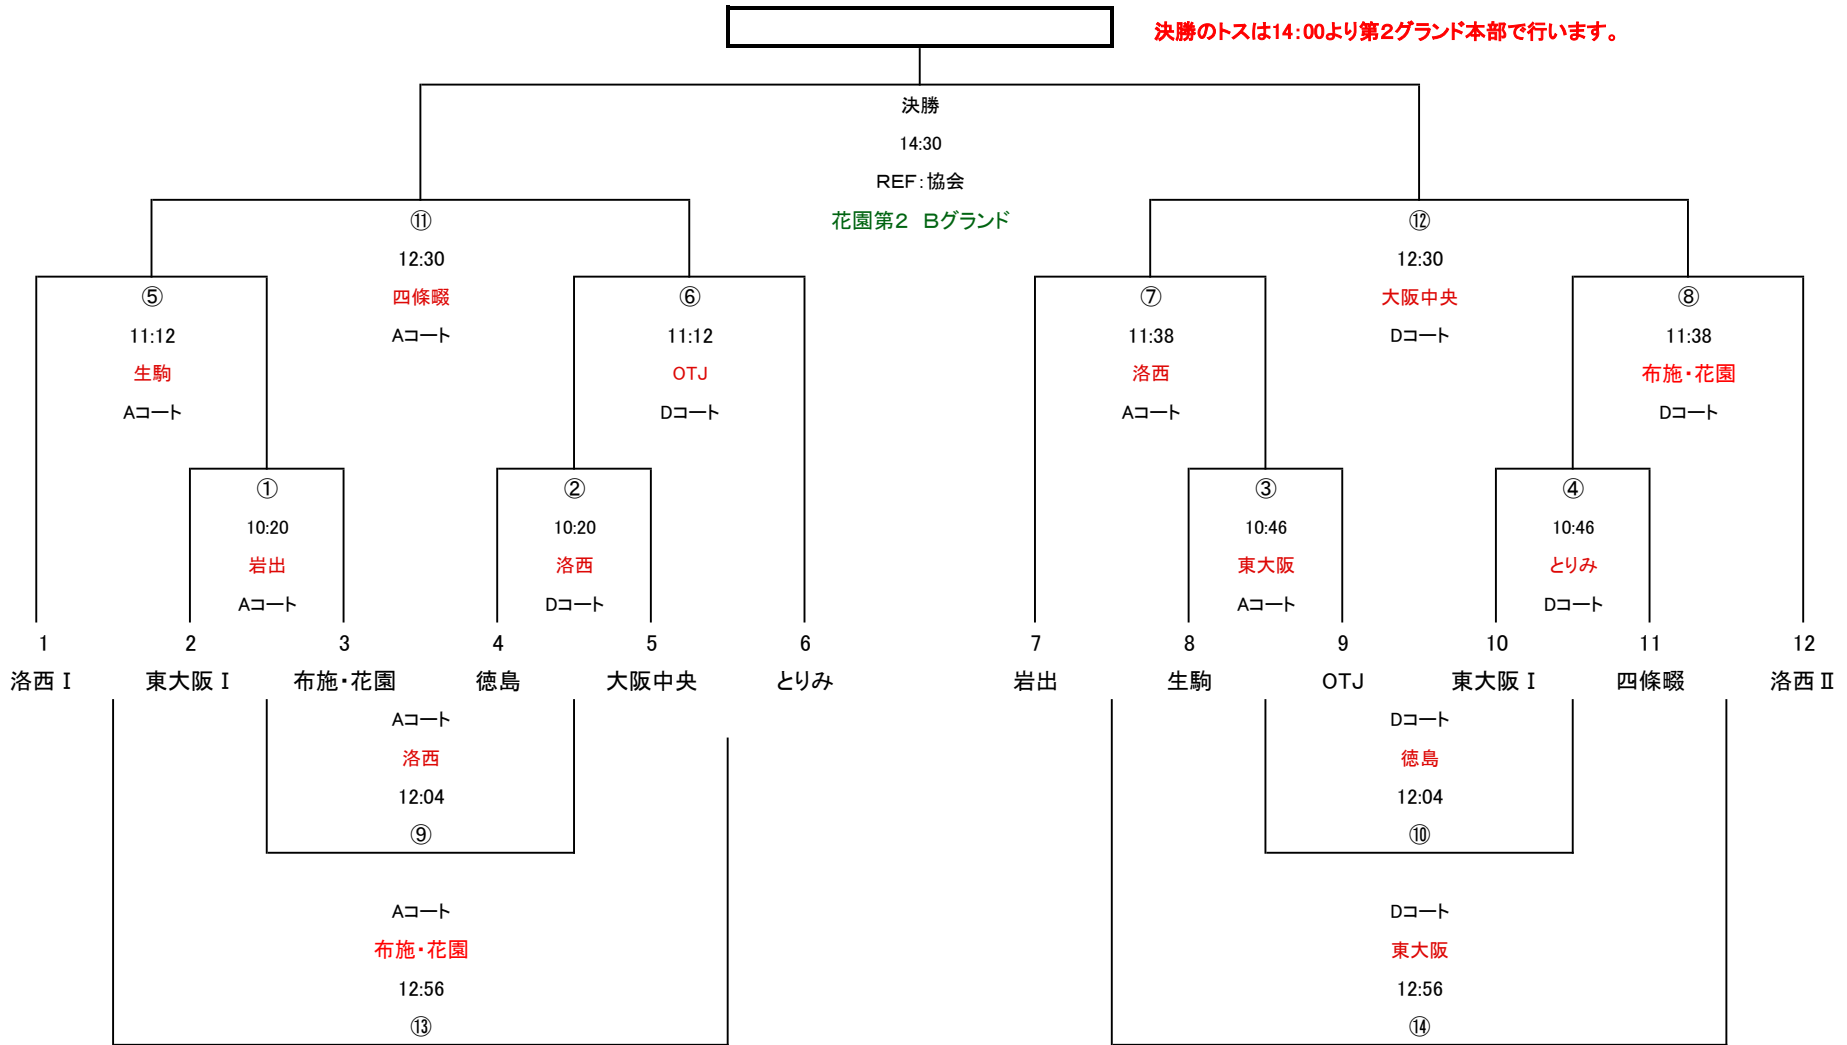 決勝のトスは14:00より第2グランド本部で行います。
決勝
14:30
REF:協会
花園第2 Bグランド
⑪ ⑫
12:30 12:30
⑤ 四條畷 ⑥ ⑦ 大阪中央 ⑧
11:12 Aコート 11:12 11:38 Dコート 11:38
生駒 OTJ 洛西 布施・花園
Aコート Dコート Aコート Dコート
① ② ③ ④
10:20 10:20 10:46 10:46
岩出 洛西 東大阪 とりみ
Aコート Dコート Aコート Dコート
1 2 3 4 5 6 7 8 9 10 11 12
洛西Ⅰ 東大阪Ⅰ 布施・花園 徳島 大阪中央 とりみ 岩出 生駒 OTJ 東大阪Ⅰ 四條畷 洛西Ⅱ
Aコート Dコート
洛西 徳島
12:04 12:04
⑨ ⑩
Aコート Dコート
布施・花園 東大阪
12:56 12:56
⑬ ⑭